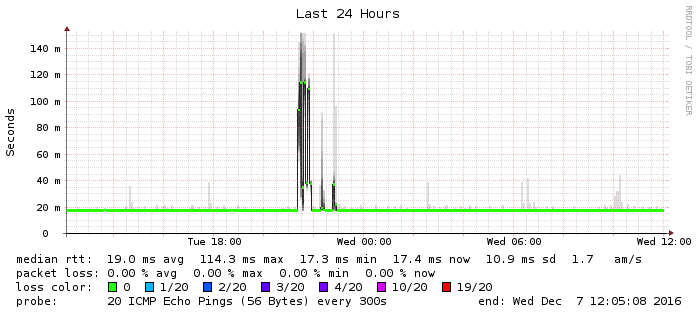 Last 24 Hours
RRDTOOL / TOBI OETIKER
Seconds
140 m
120 m
100 m
80 m
60 m
40 m
20 m
0
Tue 18:00 Wed 00:00 Wed 06:00 Wed 12:00
median rtt: 19.0 ms avg 114.3 ms max 17.3 ms min 17.4 ms now 10.9 ms sd 1.7 am/s
packet loss: 0.00 % avg 0.00 % max 0.00 % min 0.00 % now
loss color: 0 1/20 2/20 3/20 4/20 10/20 19/20
probe: 20 ICMP Echo Pings (56 Bytes) every 300s end: Wed Dec 7 12:05:08 2016